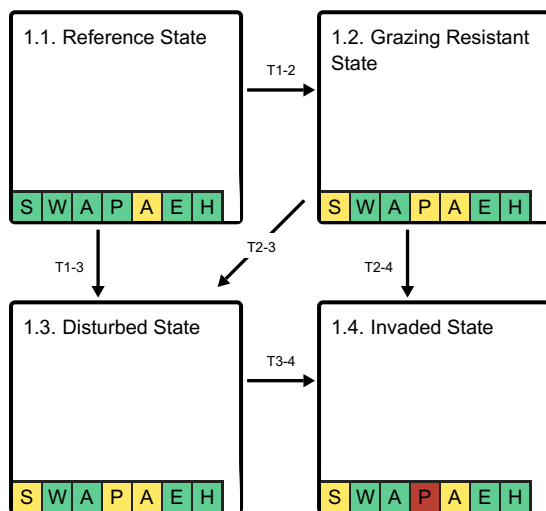 1.1. Reference State
1.2. Grazing Resistant
State
T1-2
S W A P A E H
S W A P A E H
T1-3
T2-3
T2-4
1.3. Disturbed State
1.4. Invaded State
T3-4
S W A P A E H
S W A P A E H